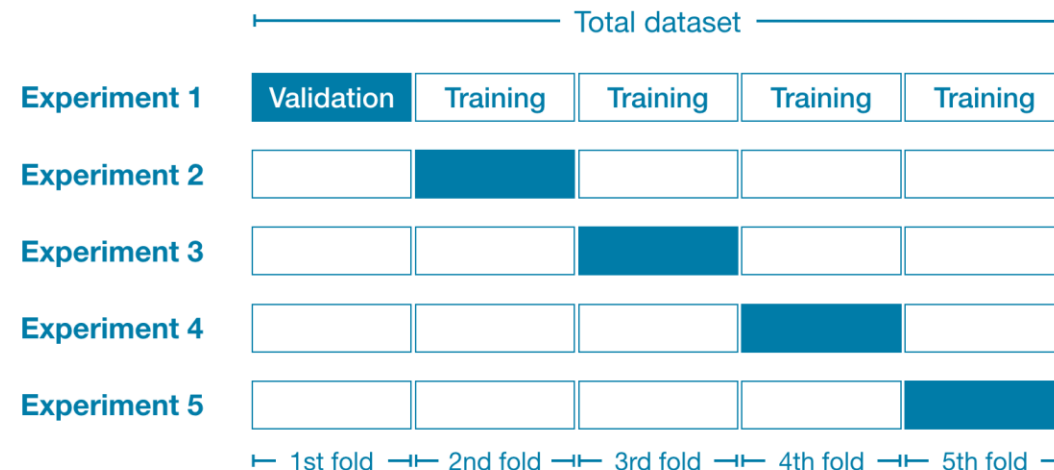 Total dataset
Experiment 1 Validation Training Training Training Training
Experiment 2
Experiment 3
Experiment 4
Experiment 5
1st fold 2nd fold 3rd fold 4th fold 5th fold